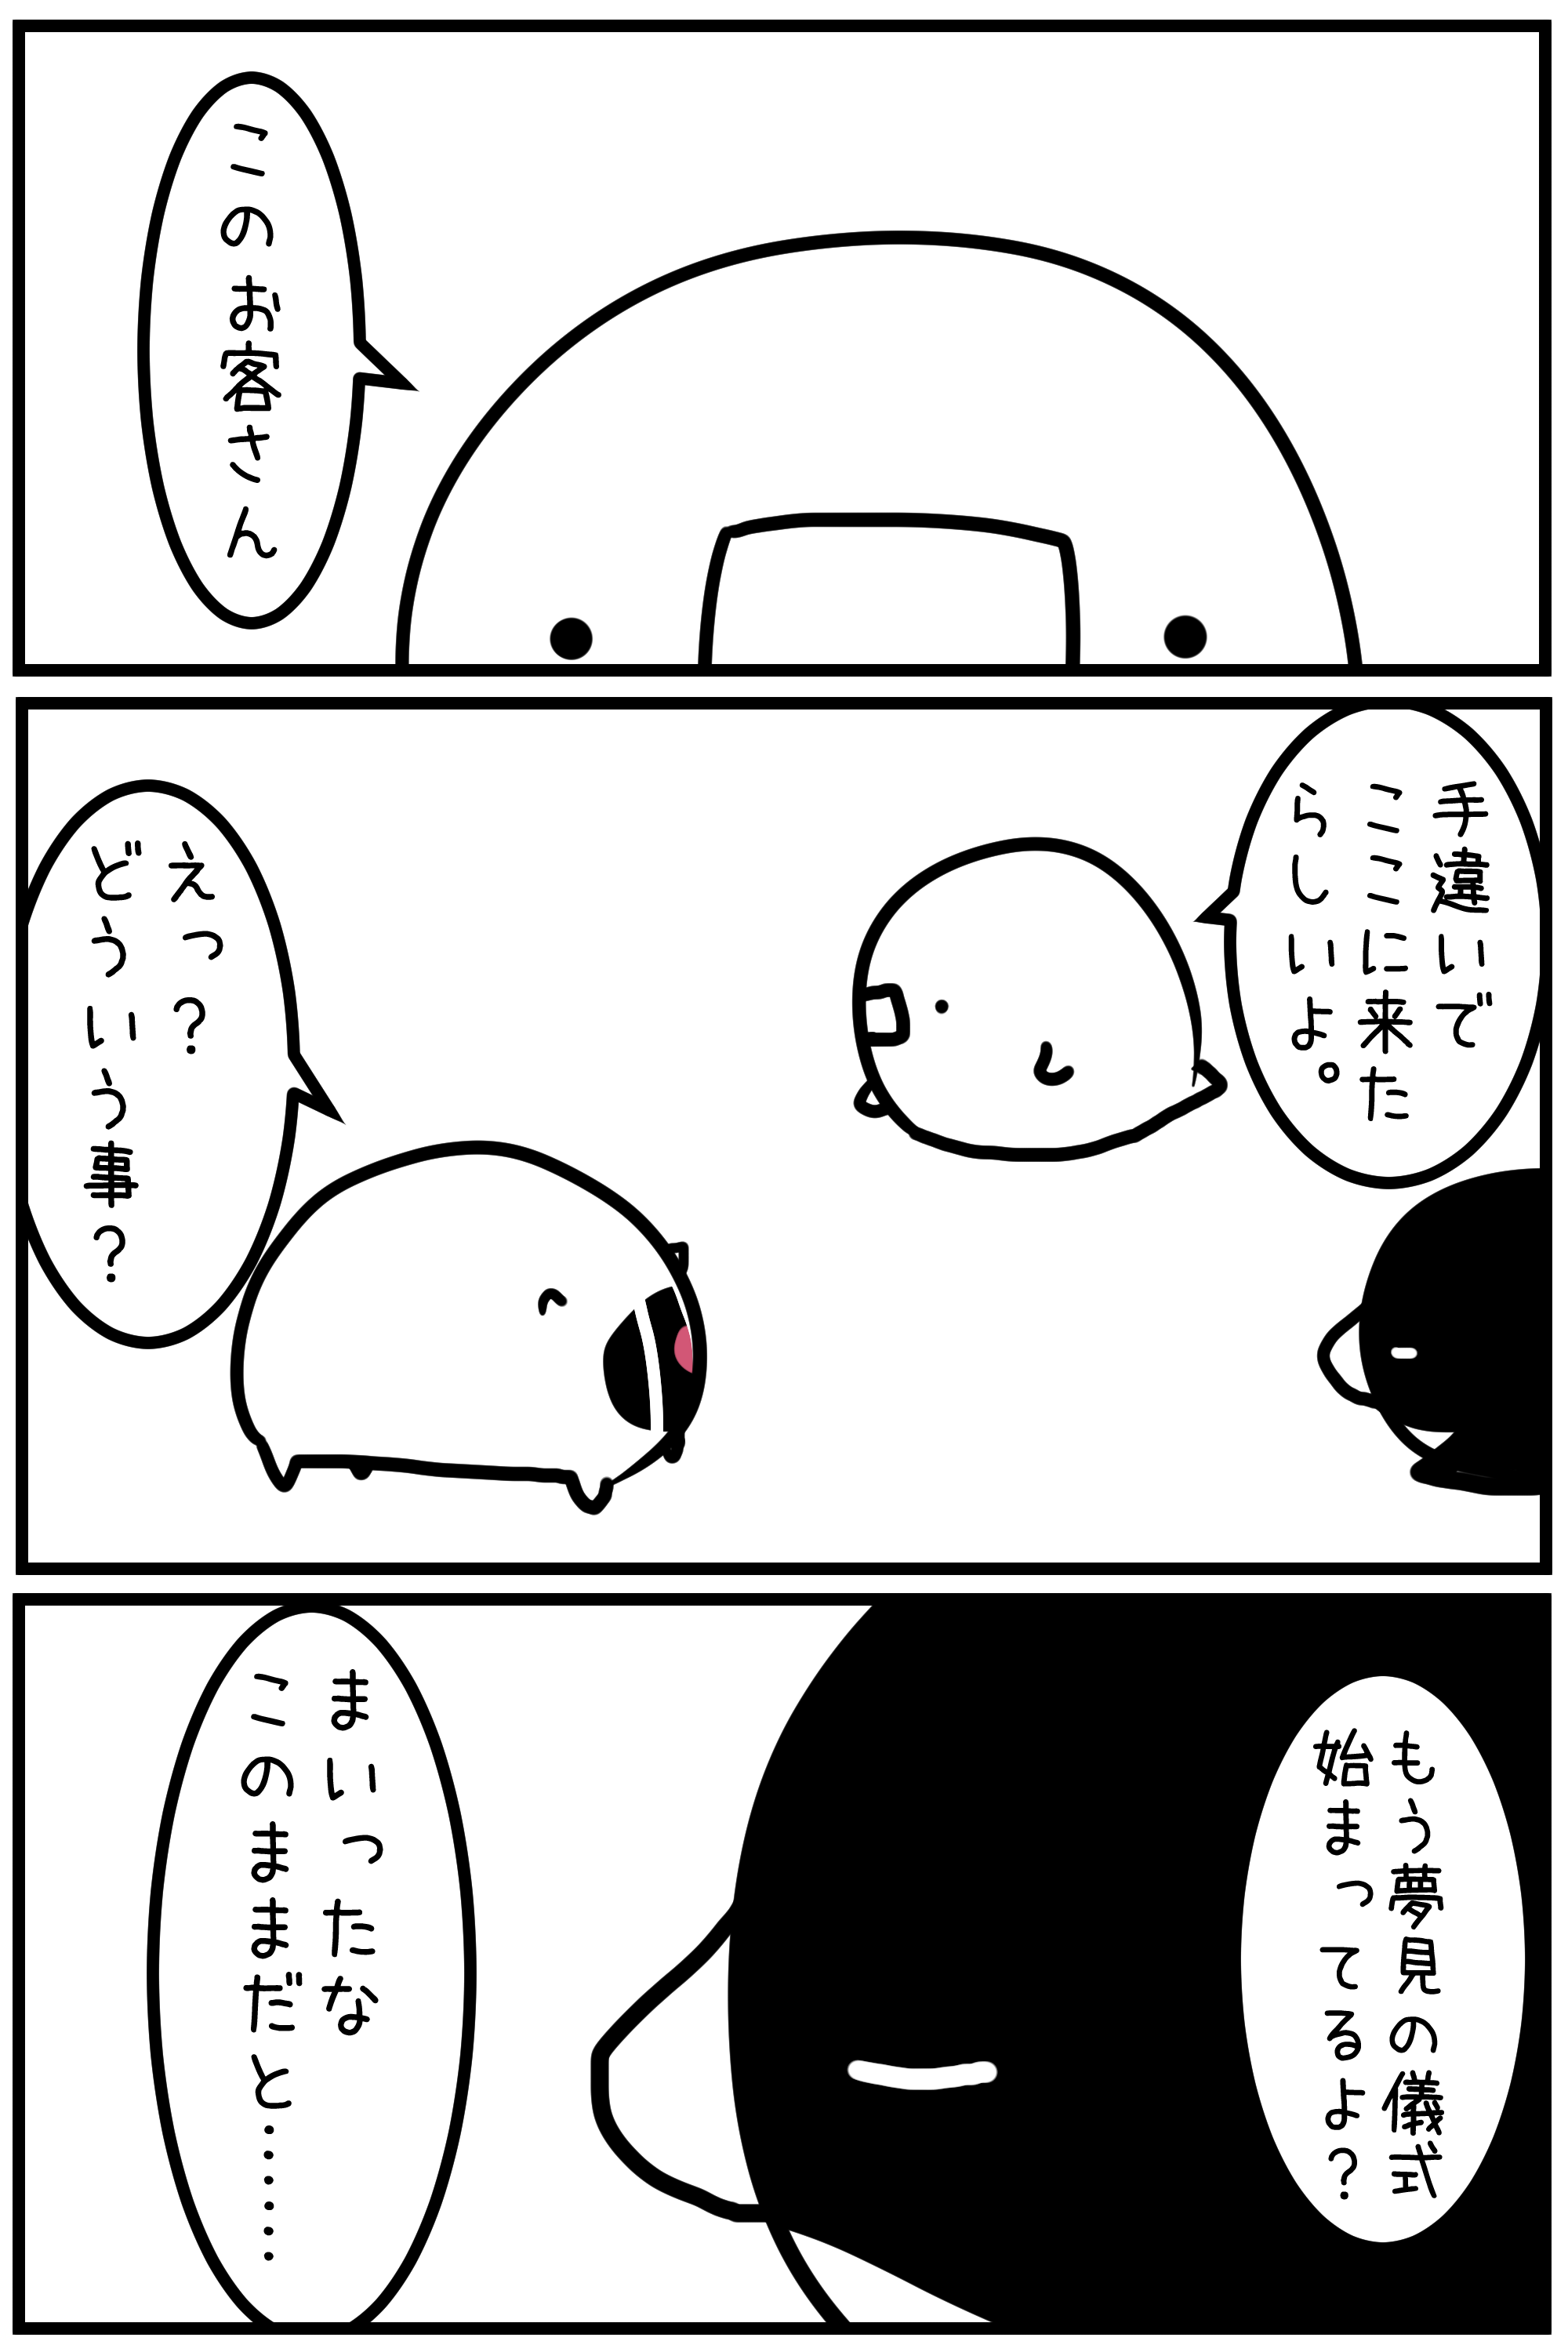 このお客さん
手違いで
ここに来た
らしいよ。
えっ?
どういう事?
もう夢見の儀式
始まってるよ?
まいったな
このままだと……